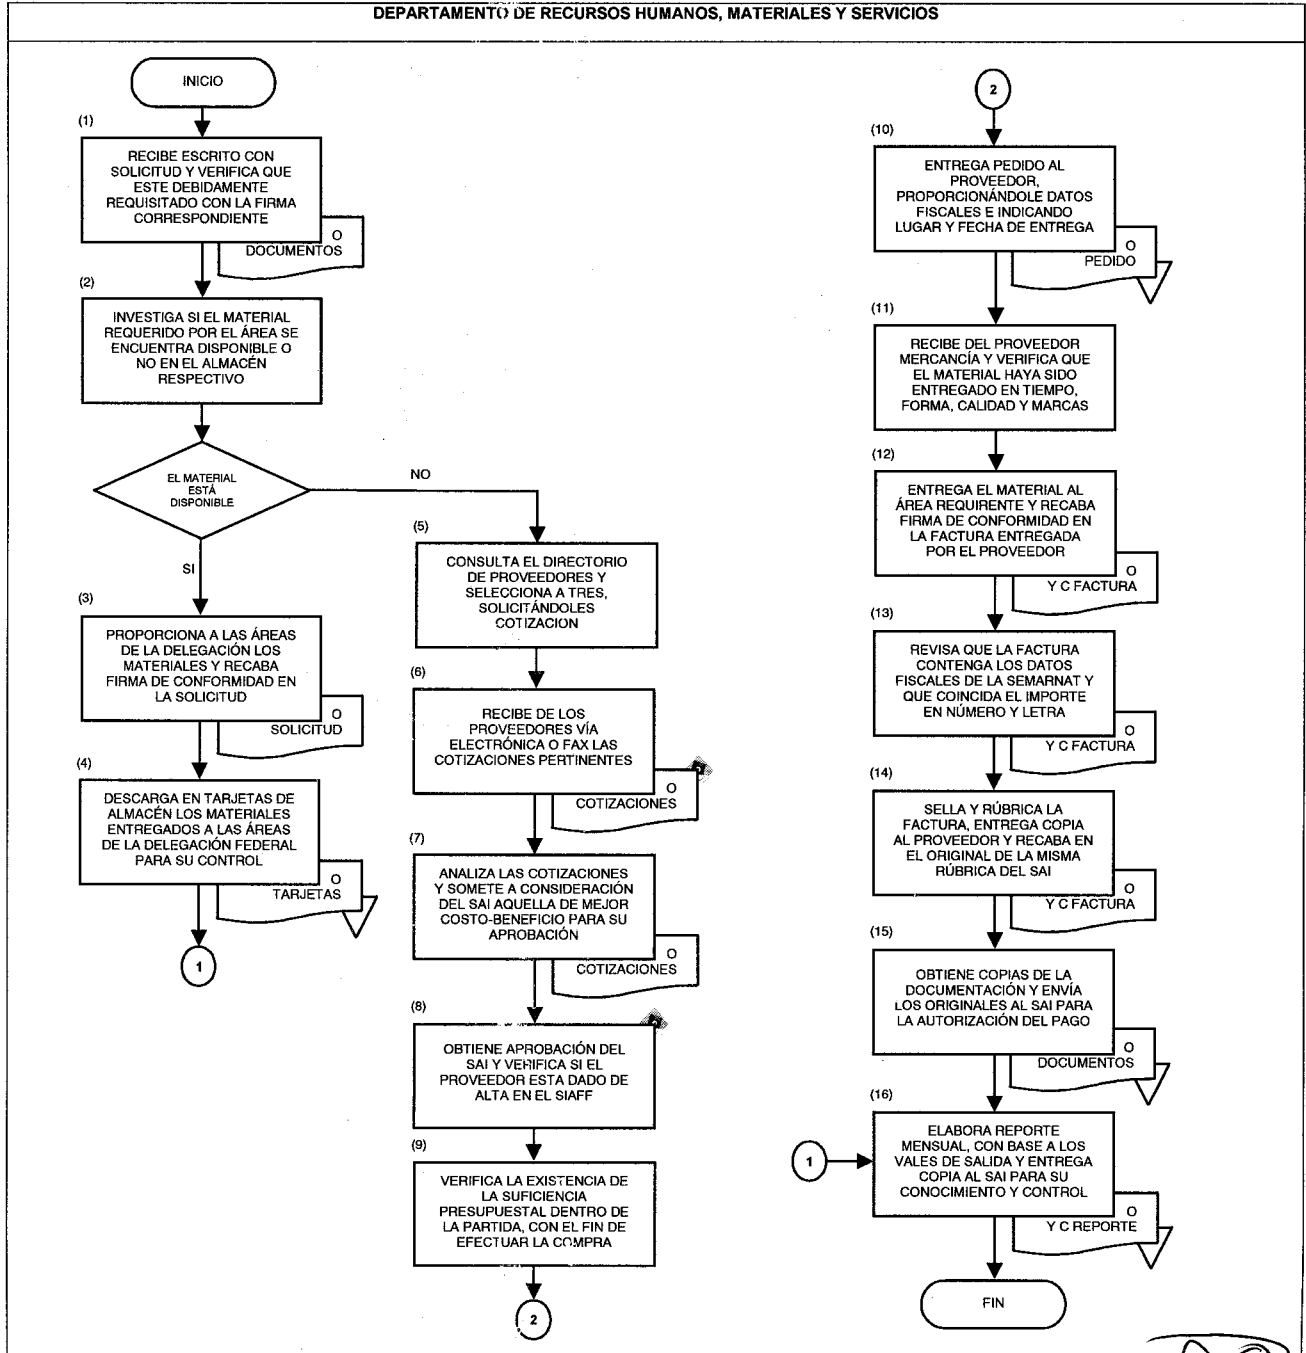 DEPARTAMENTO DE RECURSOS HUMANOS, MATERIALES Y SERVICIOS
INICIO
(1)
RECIBE ESCRITO CON
SOLICITUD Y VERIFICA QUE
ESTE DEBIDAMENTE
REQUISITADO CON LA FIRMA
CORRESPONDIENTE
O
DOCUMENTOS
(2)
INVESTIGA SI EL MATERIAL
REQUERIDO POR EL ÁREA SE
ENCUENTRA DISPONIBLE O
NO EN EL ALMACÉN
RESPECTIVO
EL MATERIAL
ESTÁ
DISPONIBLE
NO
SI
(3)
PROPORCIONA A LAS ÁREAS
DE LA DELEGACIÓN LOS
MATERIALES Y RECABA
FIRMA DE CONFORMIDAD EN
LA SOLICITUD
O
SOLICITUD
(4)
DESCARGA EN TARJETAS DE
ALMACÉN LOS MATERIALES
ENTREGADOS A LAS ÁREAS
DE LA DELEGACIÓN FEDERAL
PARA SU CONTROL
O
TARJETAS
1
(5)
CONSULTA EL DIRECTORIO
DE PROVEEDORES Y
SELECCIONA A TRES,
SOLICITÁNDOLES
COTIZACION
(6)
RECIBE DE LOS
PROVEEDORES VÍA
ELECTRÓNICA O FAX LAS
COTIZACIONES PERTINENTES
O
COTIZACIONES
(7)
ANALIZA LAS COTIZACIONES
Y SOMETE A CONSIDERACIÓN
DEL SAI AQUELLA DE MEJOR
COSTO-BENEFICIO PARA SU
APROBACIÓN
O
COTIZACIONES
(8)
OBTIENE APROBACIÓN DEL
SAI Y VERIFICA SI EL
PROVEEDOR ESTA DADO DE
ALTA EN EL SIAFF
(9)
VERIFICA LA EXISTENCIA DE
LA SUFICIENCIA
PRESUPUESTAL DENTRO DE
LA PARTIDA, CON EL FIN DE
EFECTUAR LA COMPRA
2
2
(10)
ENTREGA PEDIDO AL
PROVEEDOR,
PROPORCIONÁNDOLE DATOS
FISCALES E INDICANDO
LUGAR Y FECHA DE ENTREGA
O
PEDIDO
(11)
RECIBE DEL PROVEEDOR
MERCANCÍA Y VERIFICA QUE
EL MATERIAL HAYA SIDO
ENTREGADO EN TIEMPO,
FORMA, CALIDAD Y MARCAS
(12)
ENTREGA EL MATERIAL AL
ÁREA REQUIRENTE Y RECABA
FIRMA DE CONFORMIDAD EN
LA FACTURA ENTREGADA
POR EL PROVEEDOR
O
Y C FACTURA
(13)
REVISA QUE LA FACTURA
CONTENGA LOS DATOS
FISCALES DE LA SEMARNAT Y
QUE COINCIDA EL IMPORTE
EN NÚMERO Y LETRA
O
Y C FACTURA
(14)
SELLA Y RÚBRICA LA
FACTURA, ENTREGA COPIA
AL PROVEEDOR Y RECABA EN
EL ORIGINAL DE LA MISMA
RÚBRICA DEL SAI
O
Y C FACTURA
(15)
OBTIENE COPIAS DE LA
DOCUMENTACIÓN Y ENVÍA
LOS ORIGINALES AL SAI PARA
LA AUTORIZACIÓN DEL PAGO
O
DOCUMENTOS
(16)
1
ELABORA REPORTE
MENSUAL, CON BASE A LOS
VALES DE SALIDA Y ENTREGA
COPIA AL SAI PARA SU
CONOCIMIENTO Y CONTROL
O
Y C REPORTE
FIN